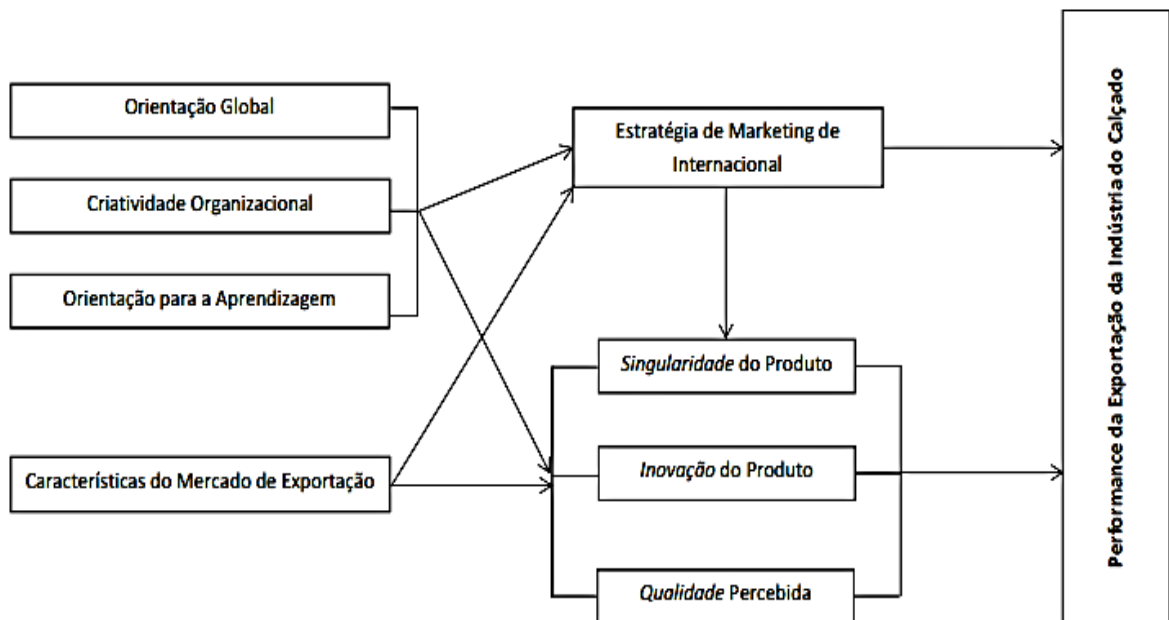 Orientação Global
Criatividade Organizacional
Orientação para a Aprendizagem
Características do Mercado de Exportação
Estratégia de Marketing de
Internacional
Singularidade do Produto
Inovação do Produto
Qualidade Percebida
Performance da Exportação da Indústria do Calçado